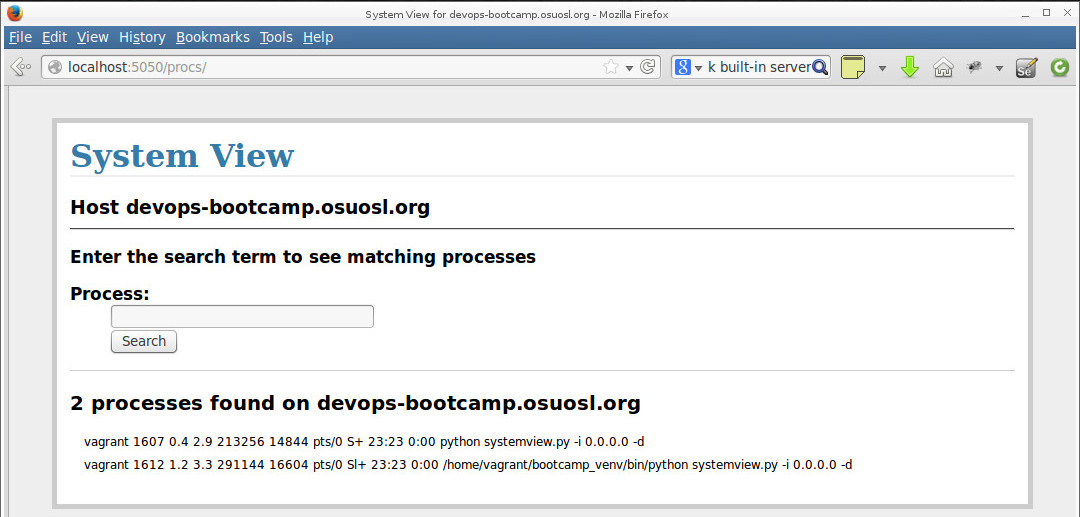 System View for devops-bootcamp.osuosl.org - Mozilla Firefox
File Edit View History Bookmarks Tools Help
localhost:5050/procs/ 8 k built-in server Se
System View
Host devops-bootcamp.osuosl.org
Enter the search term to see matching processes
Process:
Search
2 processes found on devops-bootcamp.osuosl.org
vagrant 1607 0.4 2.9 213256 14844 pts/0 S+ 23:23 0:00 python systemview.py -i 0.0.0.0 -d
vagrant 1612 1.2 3.3 291144 16604 pts/0 Sl+ 23:23 0:00 /home/vagrant/bootcamp_venv/bin/python systemview.py -i 0.0.0.0 -d